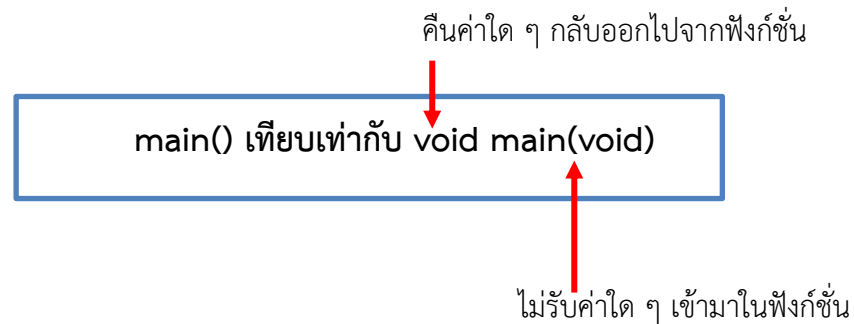 คืนค่าใด ๆ กลับออกไปจากฟังก์ชั่น
main() เทียบเท่ากับ void main(void)
ไม่รับค่าใด ๆ เข้ามาในฟังก์ชั่น